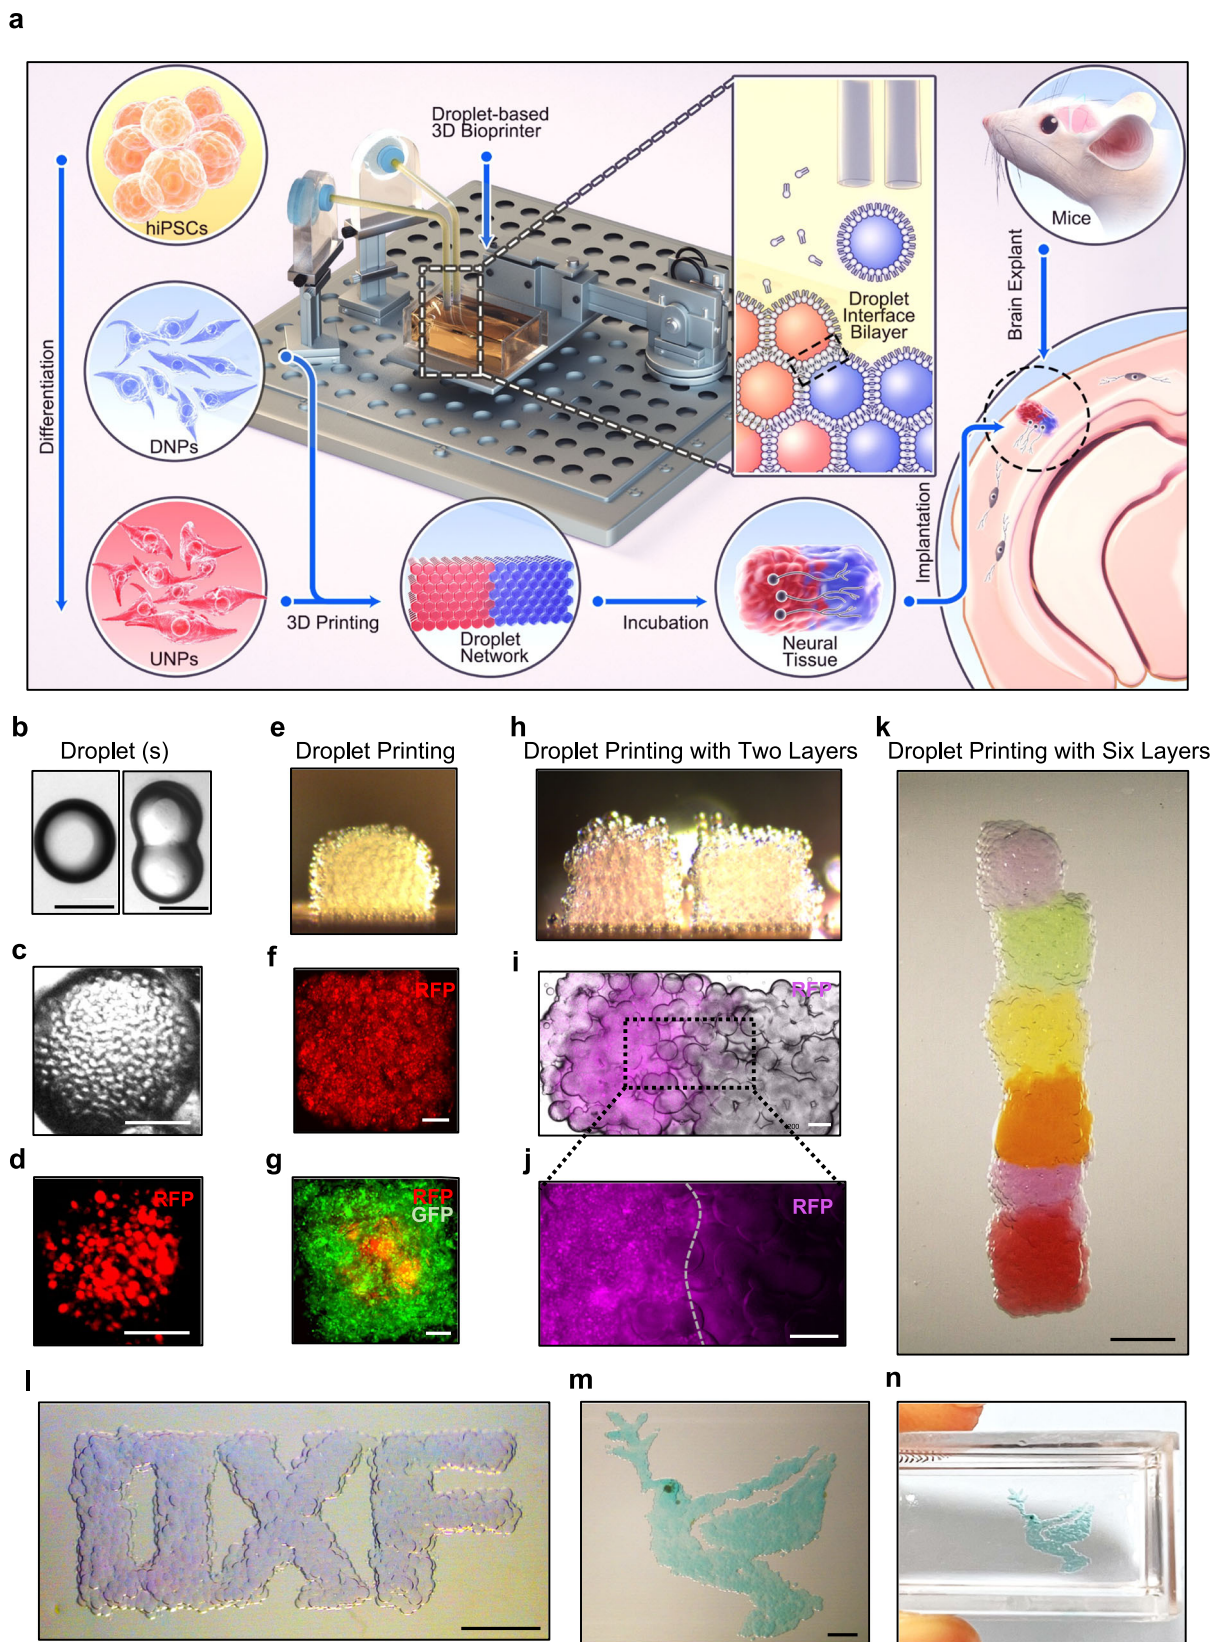 a
hiPSCs
Differentiation
DNPs
UNPs
Droplet-based
3D Bioprinter
3D Printing
Droplet
Network
Incubation
Droplet
Interface
Bilayer
Neural
Tissue
Implantation
Mice
Brain Explant
b
Droplet (s)
c
d
RFP
e
Droplet Printing
f
RFP
g
RFP
GFP
h
Droplet Printing with Two Layers
i
RFP
200
j
RFP
k
Droplet Printing with Six Layers
l
OXF
m
n